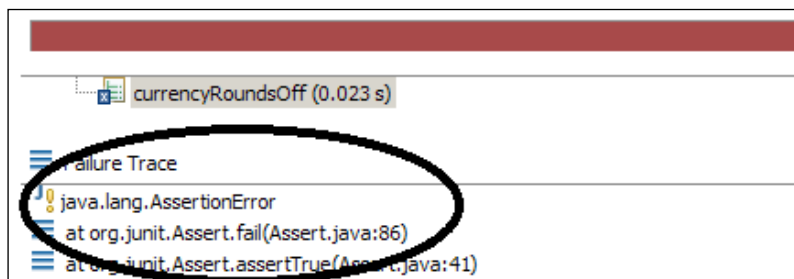 currencyRoundsOff (0.023 s)
Failure Trace
java.lang.AssertionError
at org.junit.Assert.fail(Assert.java:86)
at org.junit.Assert.assertTrue(Assert.java:41)